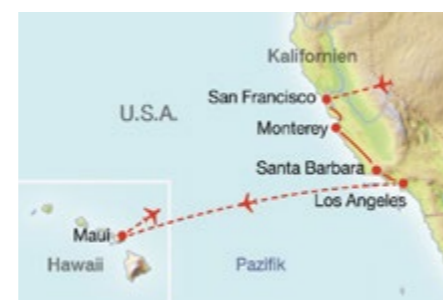 Kalifornien
San Francisco
U.S.A.
Monterey
Santa Barbara
Los Angeles
Maui
Hawaii
Pazifik